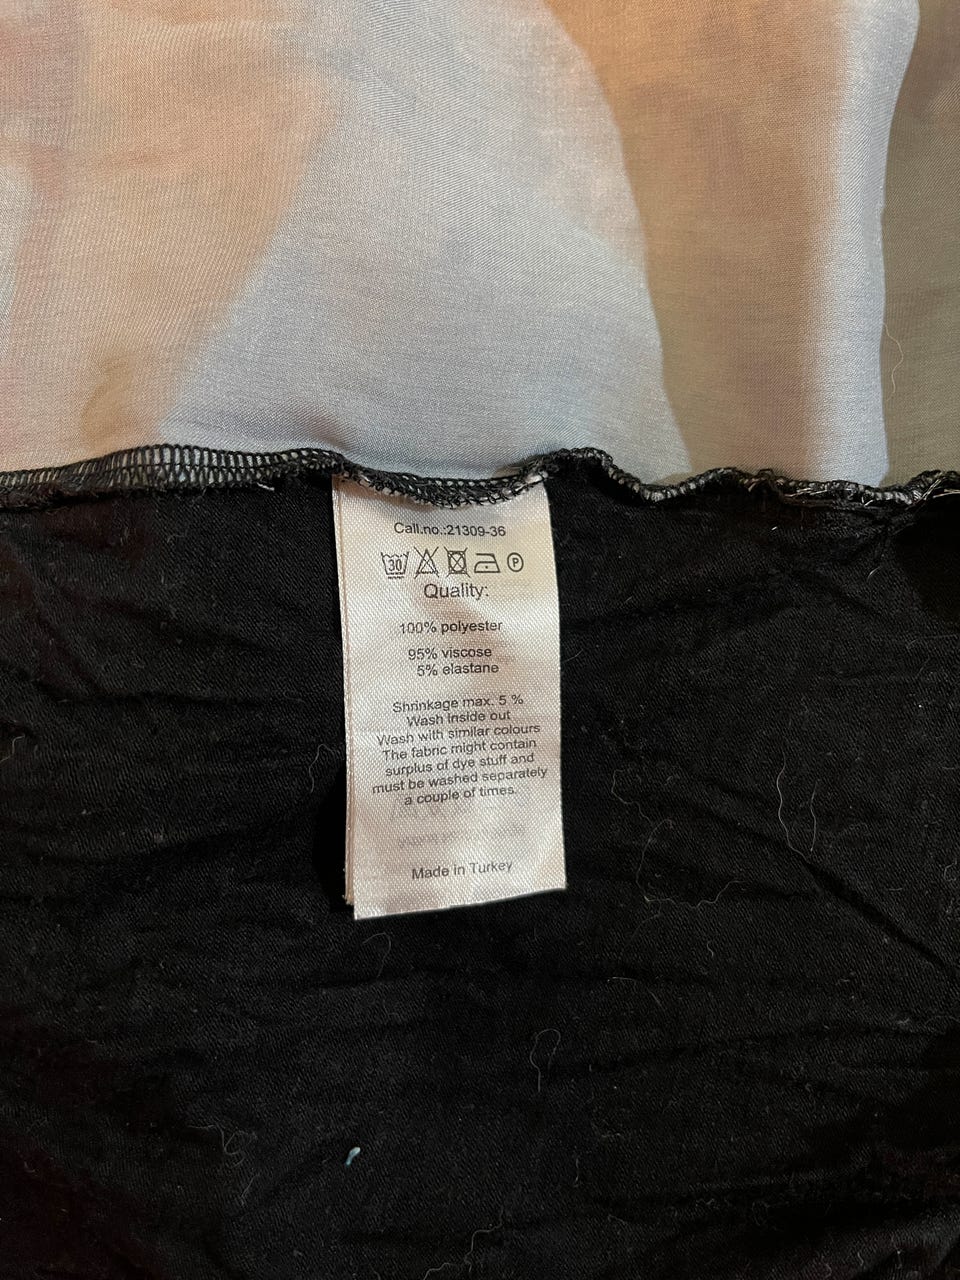 Call.no.:21309-36
30 P
Quality:
100% polyester
95% viscose
5% elastane
Shrinkage max. 5 %
Wash inside out
Wash with similar colours
The fabric might contain
surplus of dye stuff and
must be washed separately
a couple of times.
Made in Turkey